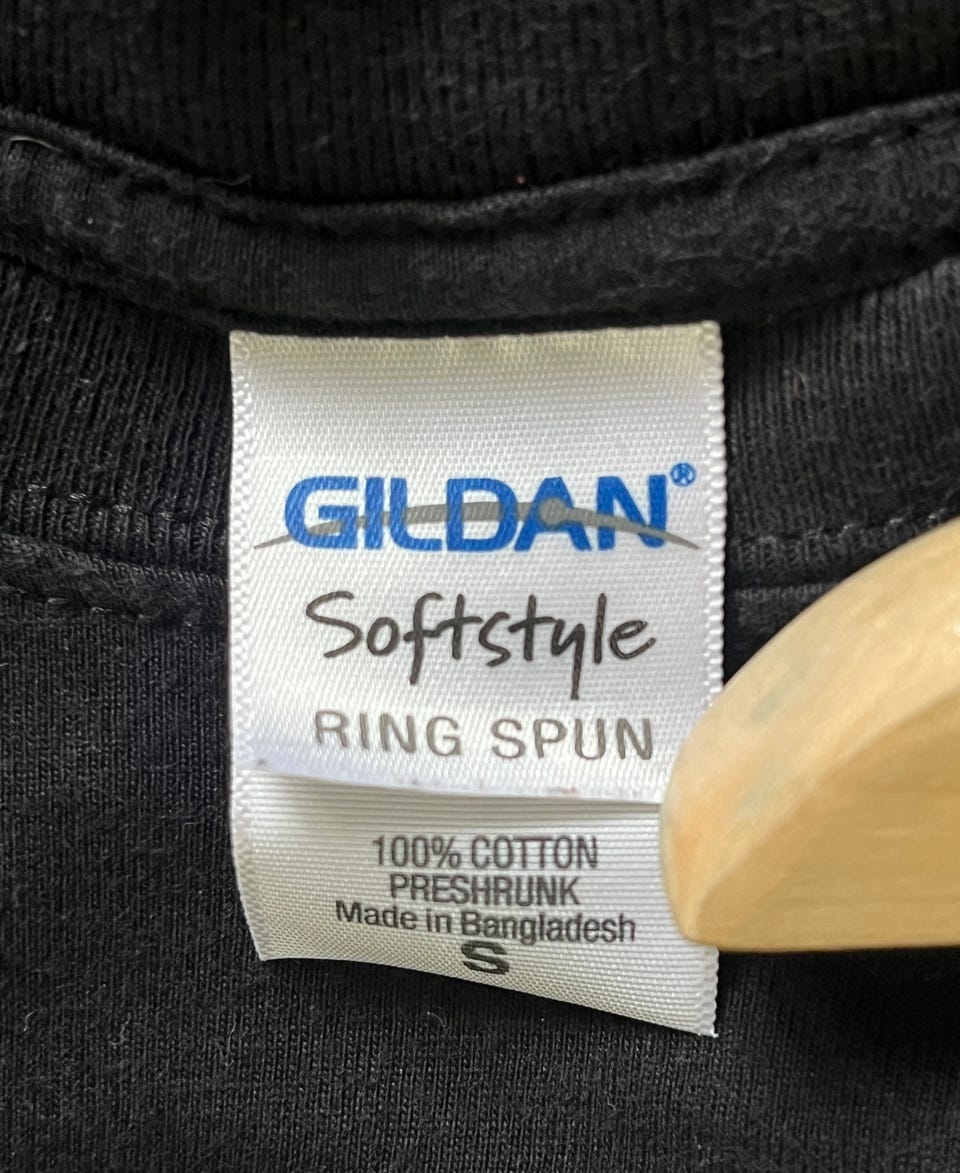 GILDAN®
Softstyle
RING SPUN
100% COTTON
PRESHRUNK
Made in Bangladesh
S